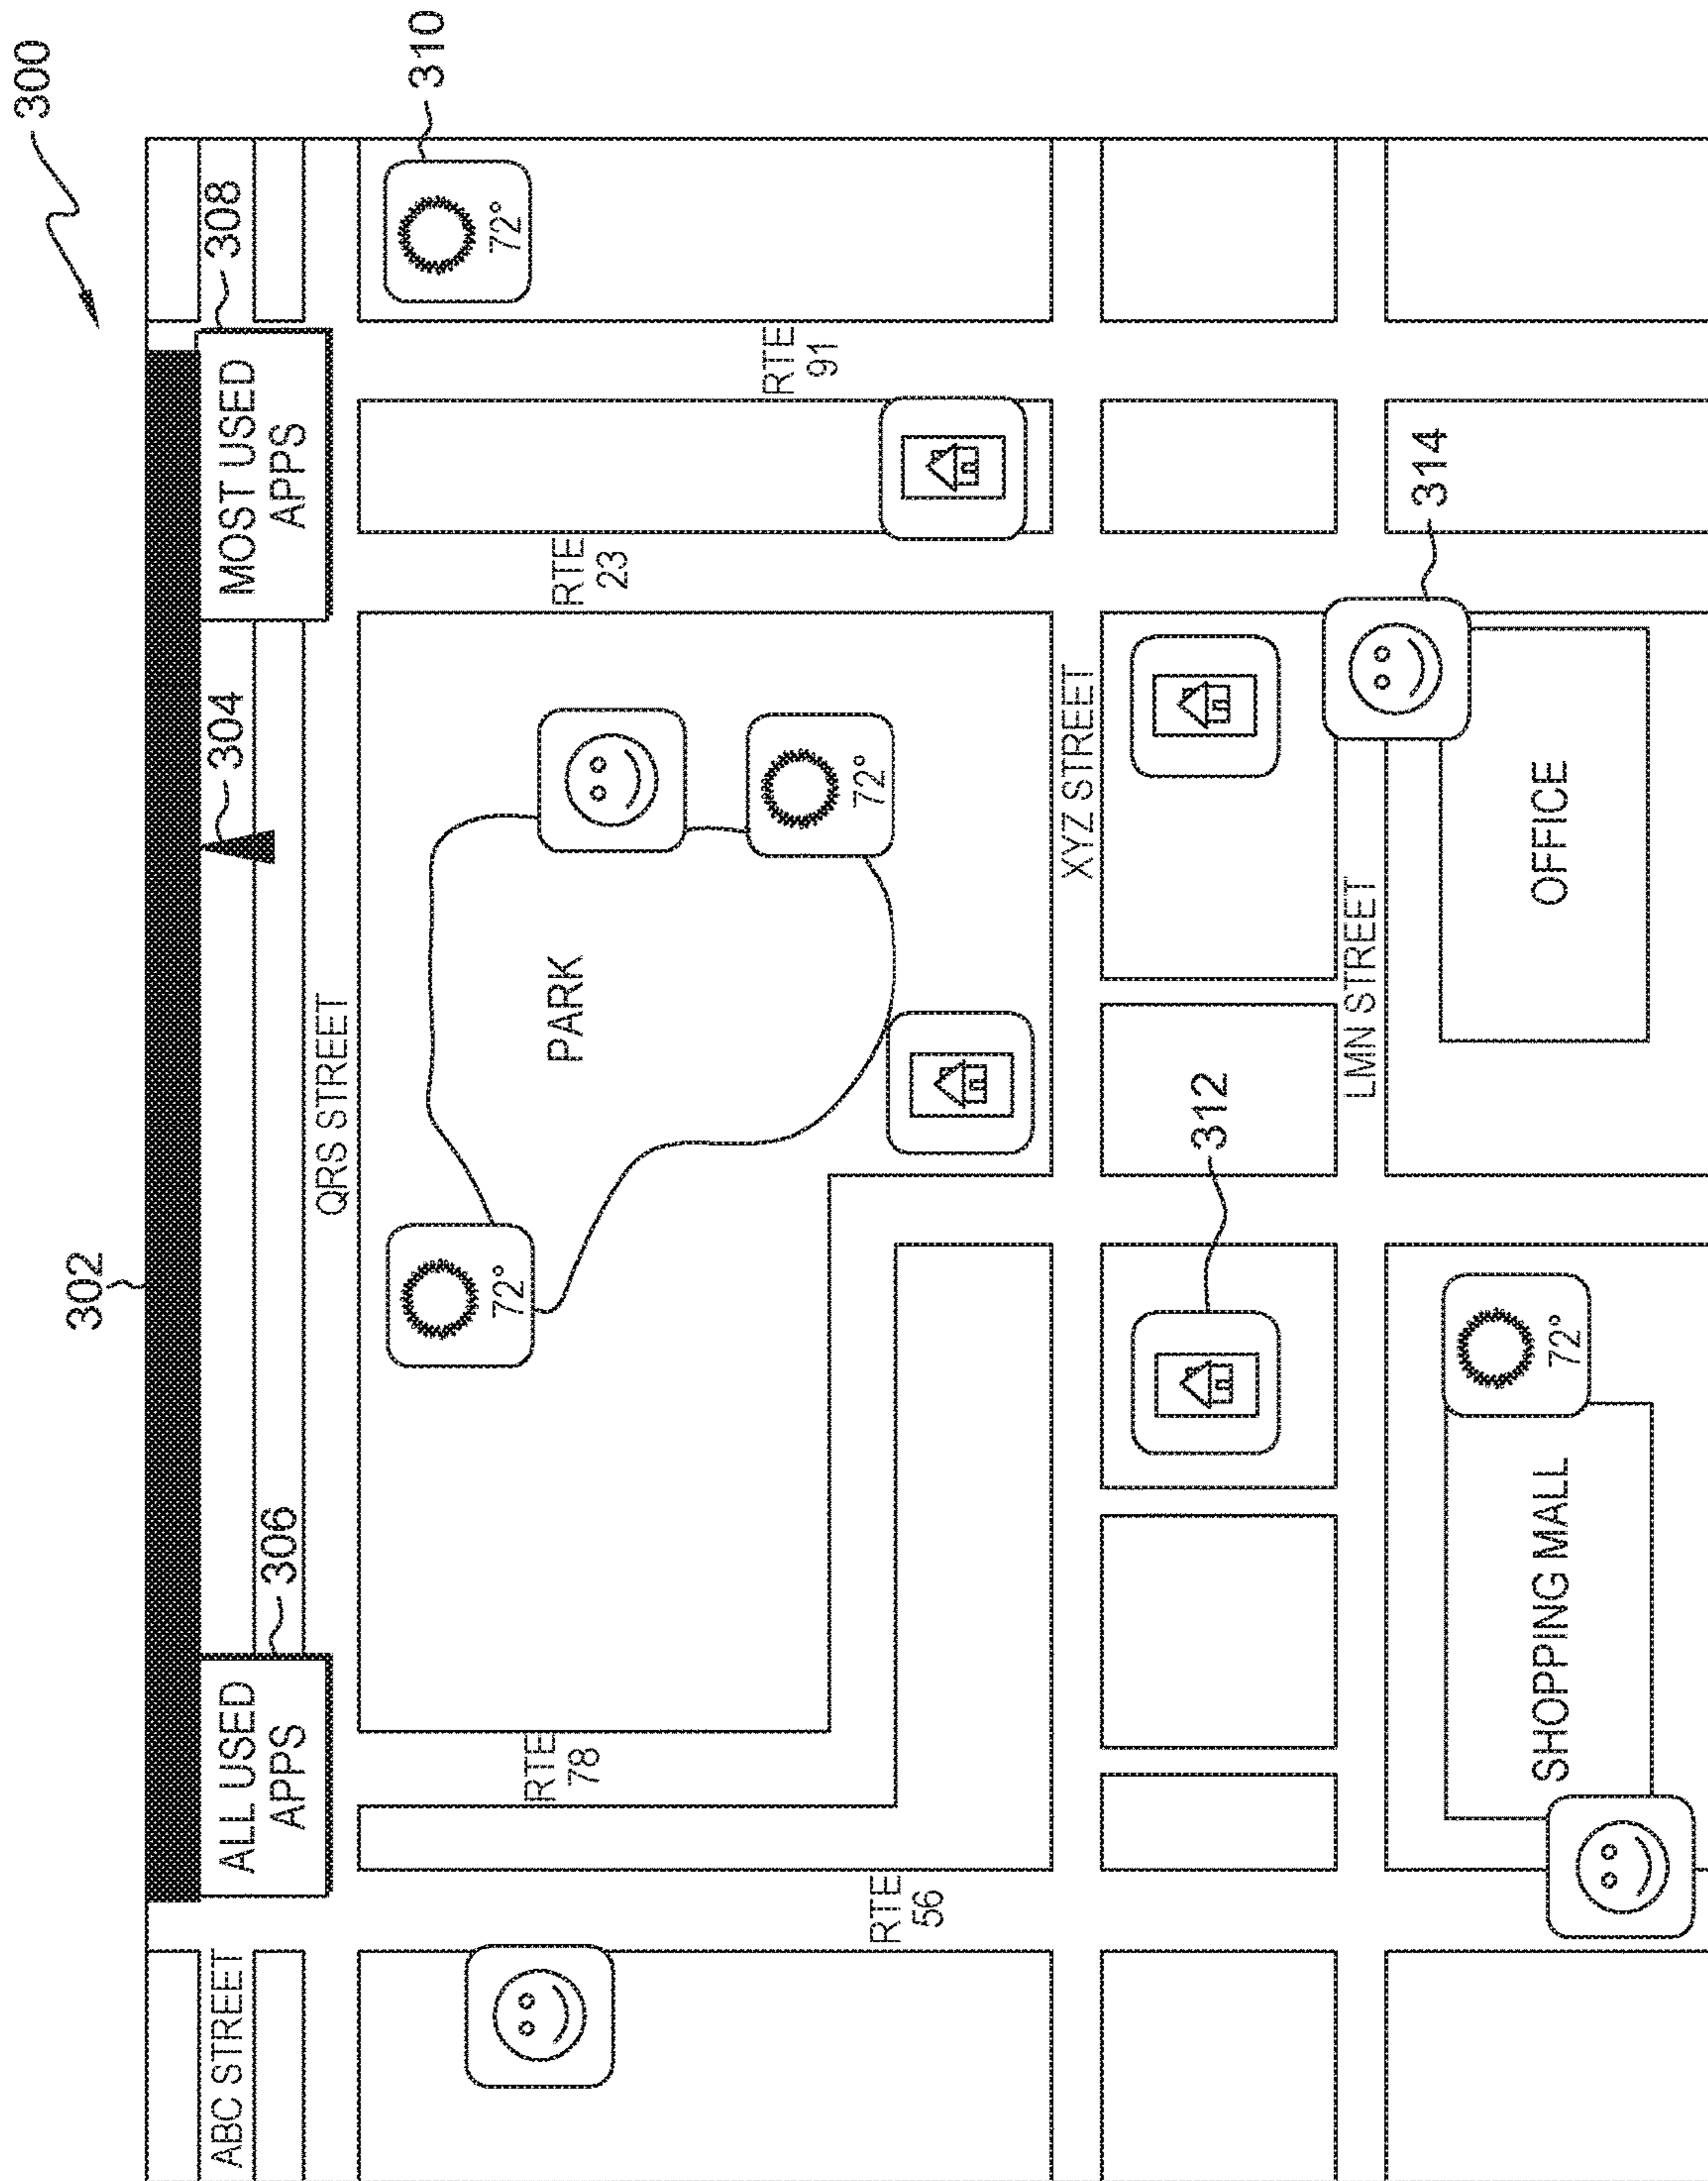 300
302
ALL USED
APPS
306
304
MOST USED
APPS
308
ABC STREET
QRS STREET
310
72°
72°
RTE
78
PARK
RTE
23
72°
RTE
91
RTE
56
XYZ STREET
312
LMN STREET
314
72°
SHOPPING MALL
OFFICE